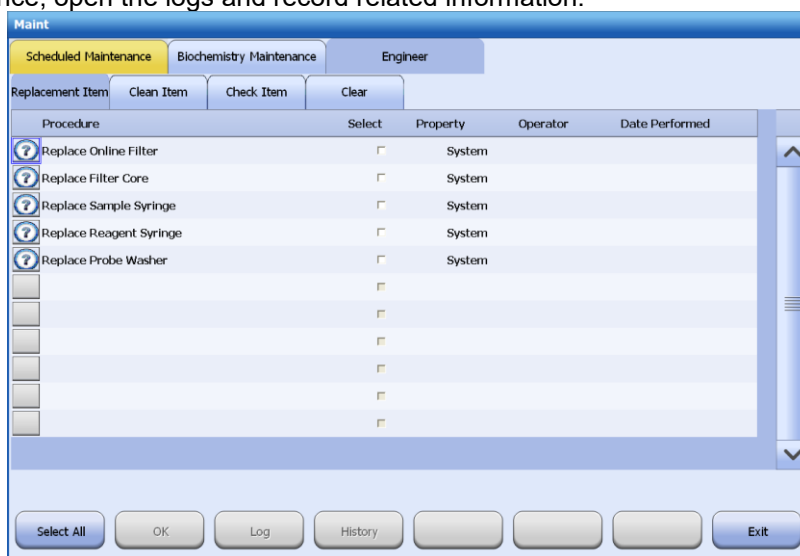 nce, open the logs and record related information.
Maint
Scheduled Maintenance Biochemistry Maintenance Engineer
Replacement Item Clean Item Check Item Clear
Procedure Select Property Operator Date Performed
? Replace Online Filter System
? Replace Filter Core System
? Replace Sample Syringe System
? Replace Reagent Syringe System
? Replace Probe Washer System
Select All OK Log History Exit